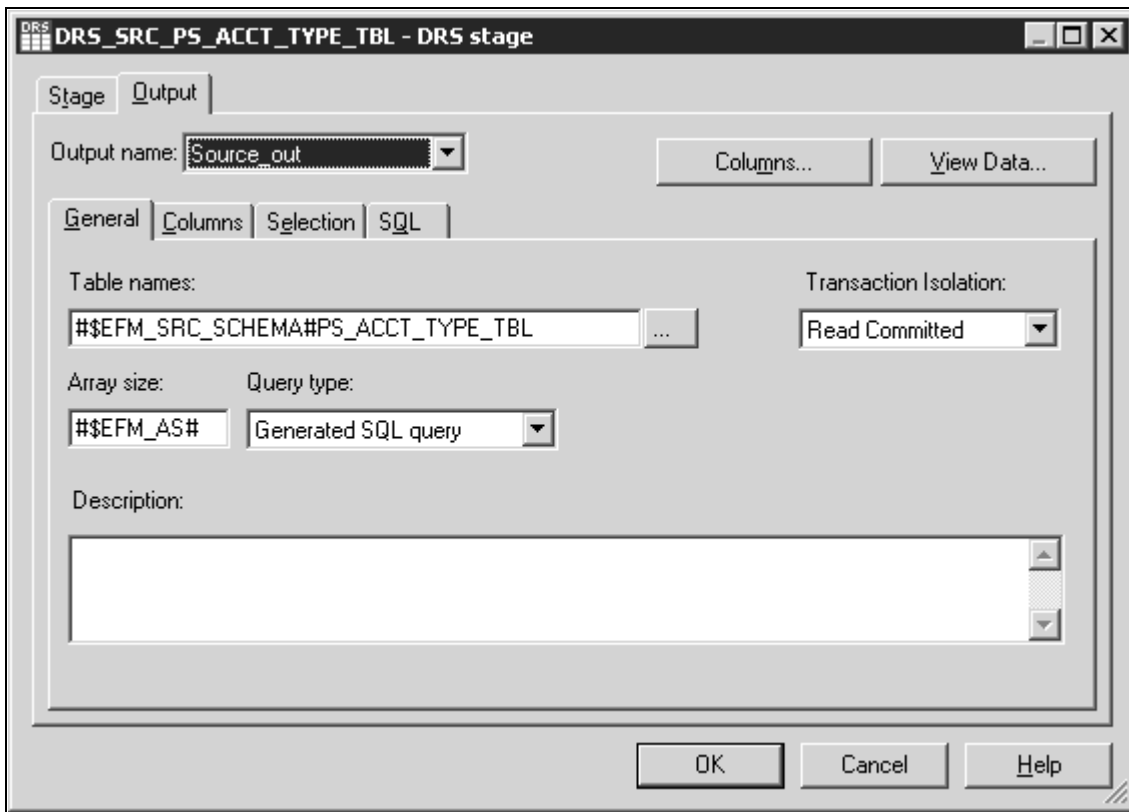 DRS DRS_SRC_PS_ACCT_TYPE_TBL - DRS stage
Stage Output
Output name: Source_out Columns... View Data...
General Columns Selection SQL
Table names: Transaction Isolation:
#$EFM_SRC_SCHEMA#PS_ACCT_TYPE_TBL ... Read Committed
Array size: Query type:
#$EFM_AS# Generated SQL query
Description:
OK Cancel Help